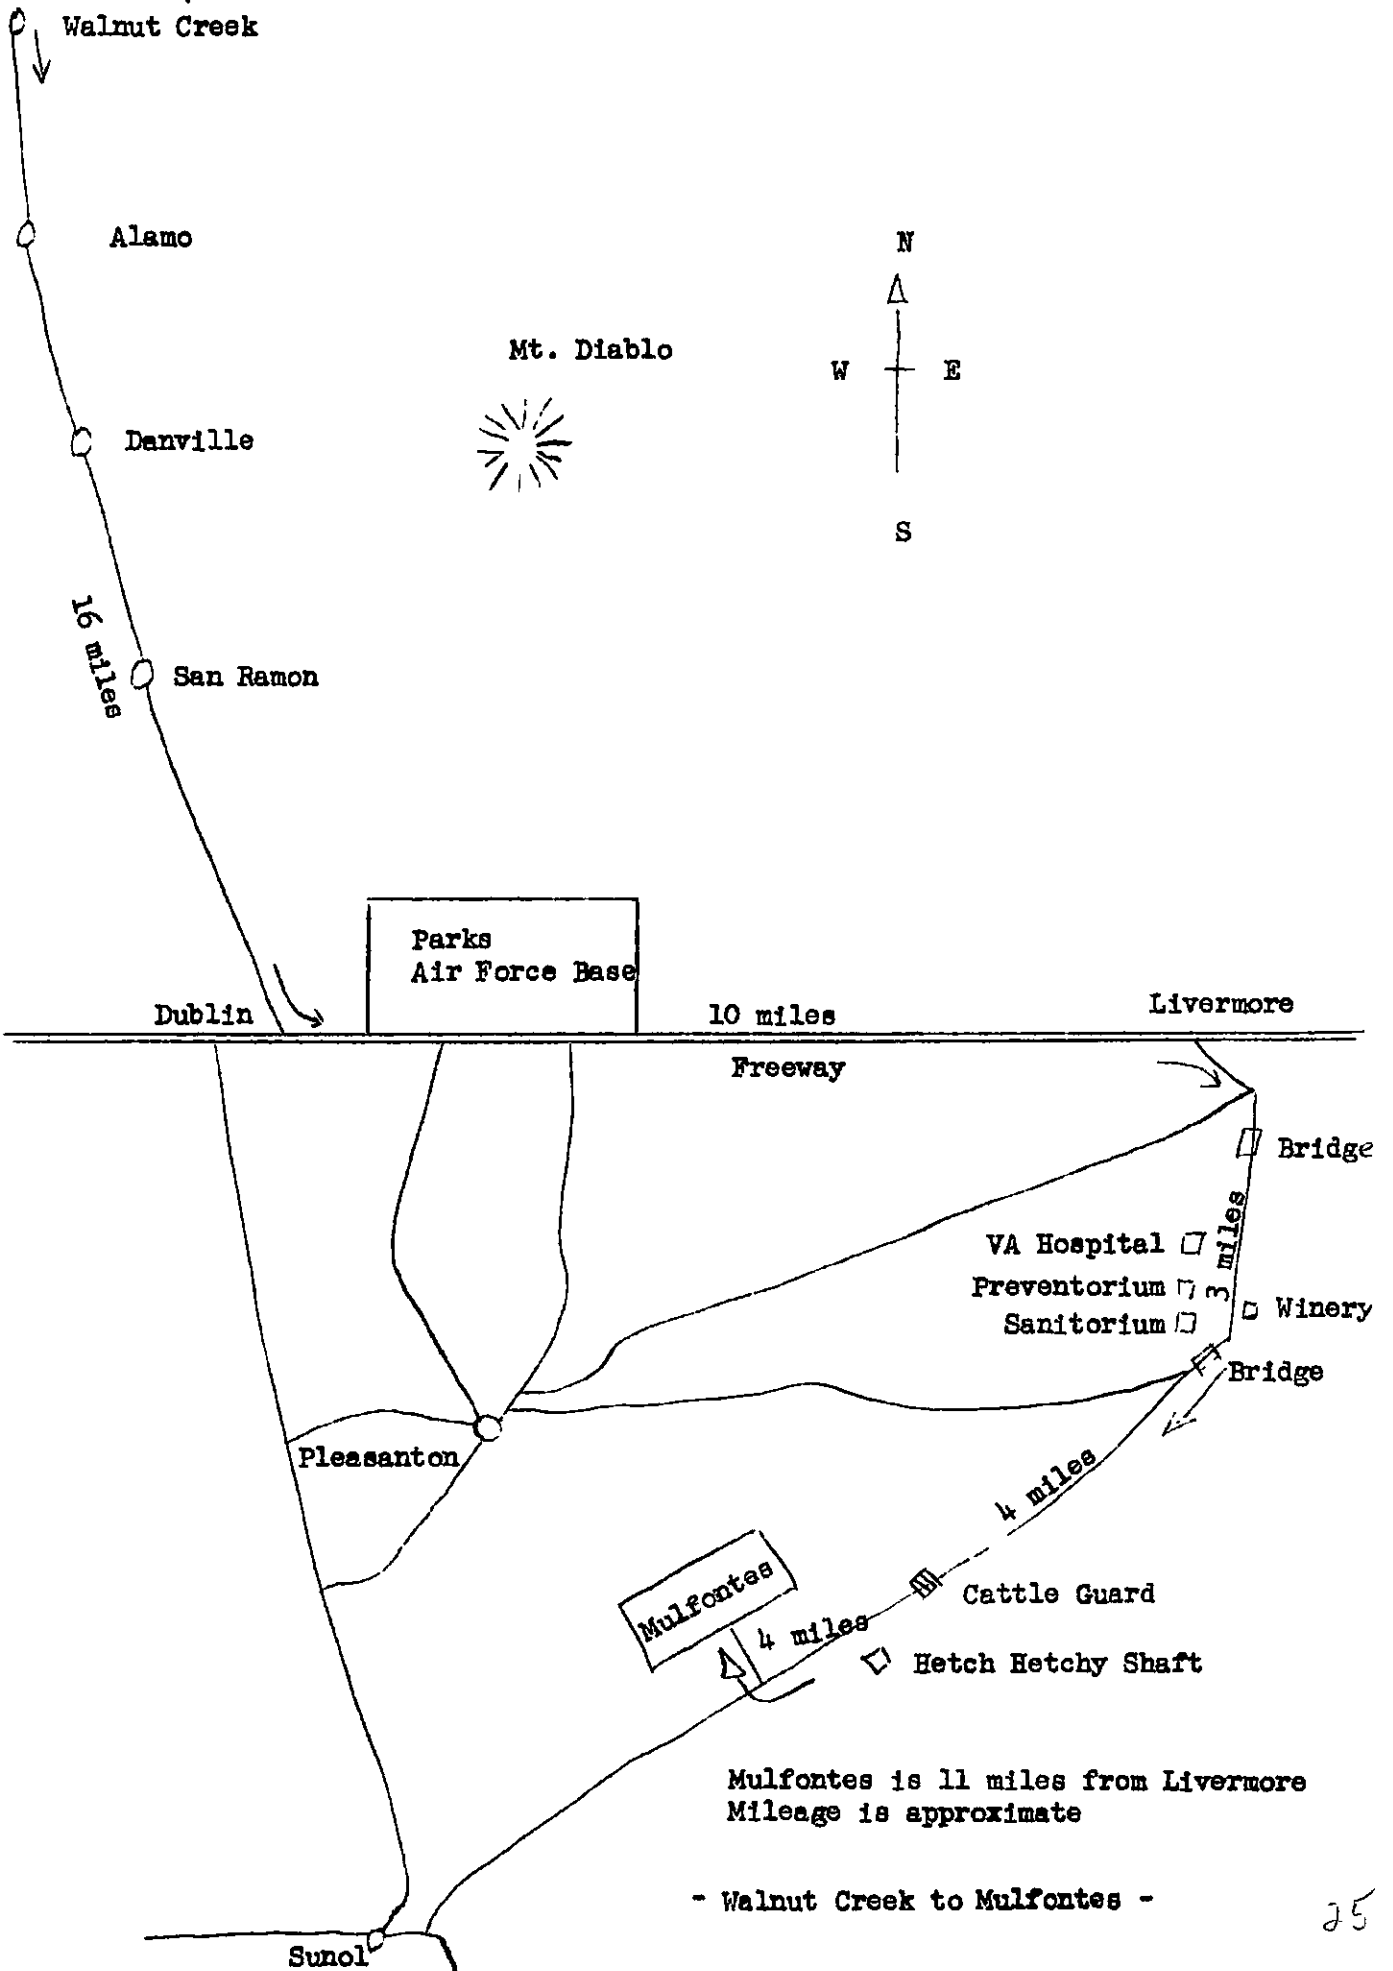 Walnut Creek
Alamo
N
Mt. Diablo
W E
Danville
S
16 miles
San Ramon
Parks
Air Force Base
Dublin
10 miles
Livermore
Freeway
Bridge
3 miles
VA Hospital
Preventorium
Sanitorium
Winery
Bridge
Pleasanton
4 miles
Mulfontes
Cattle Guard
4 miles
Hetch Hetchy Shaft
Mulfontes is 11 miles from Livermore
Mileage is approximate
- Walnut Creek to Mulfontes -
25
Sunol